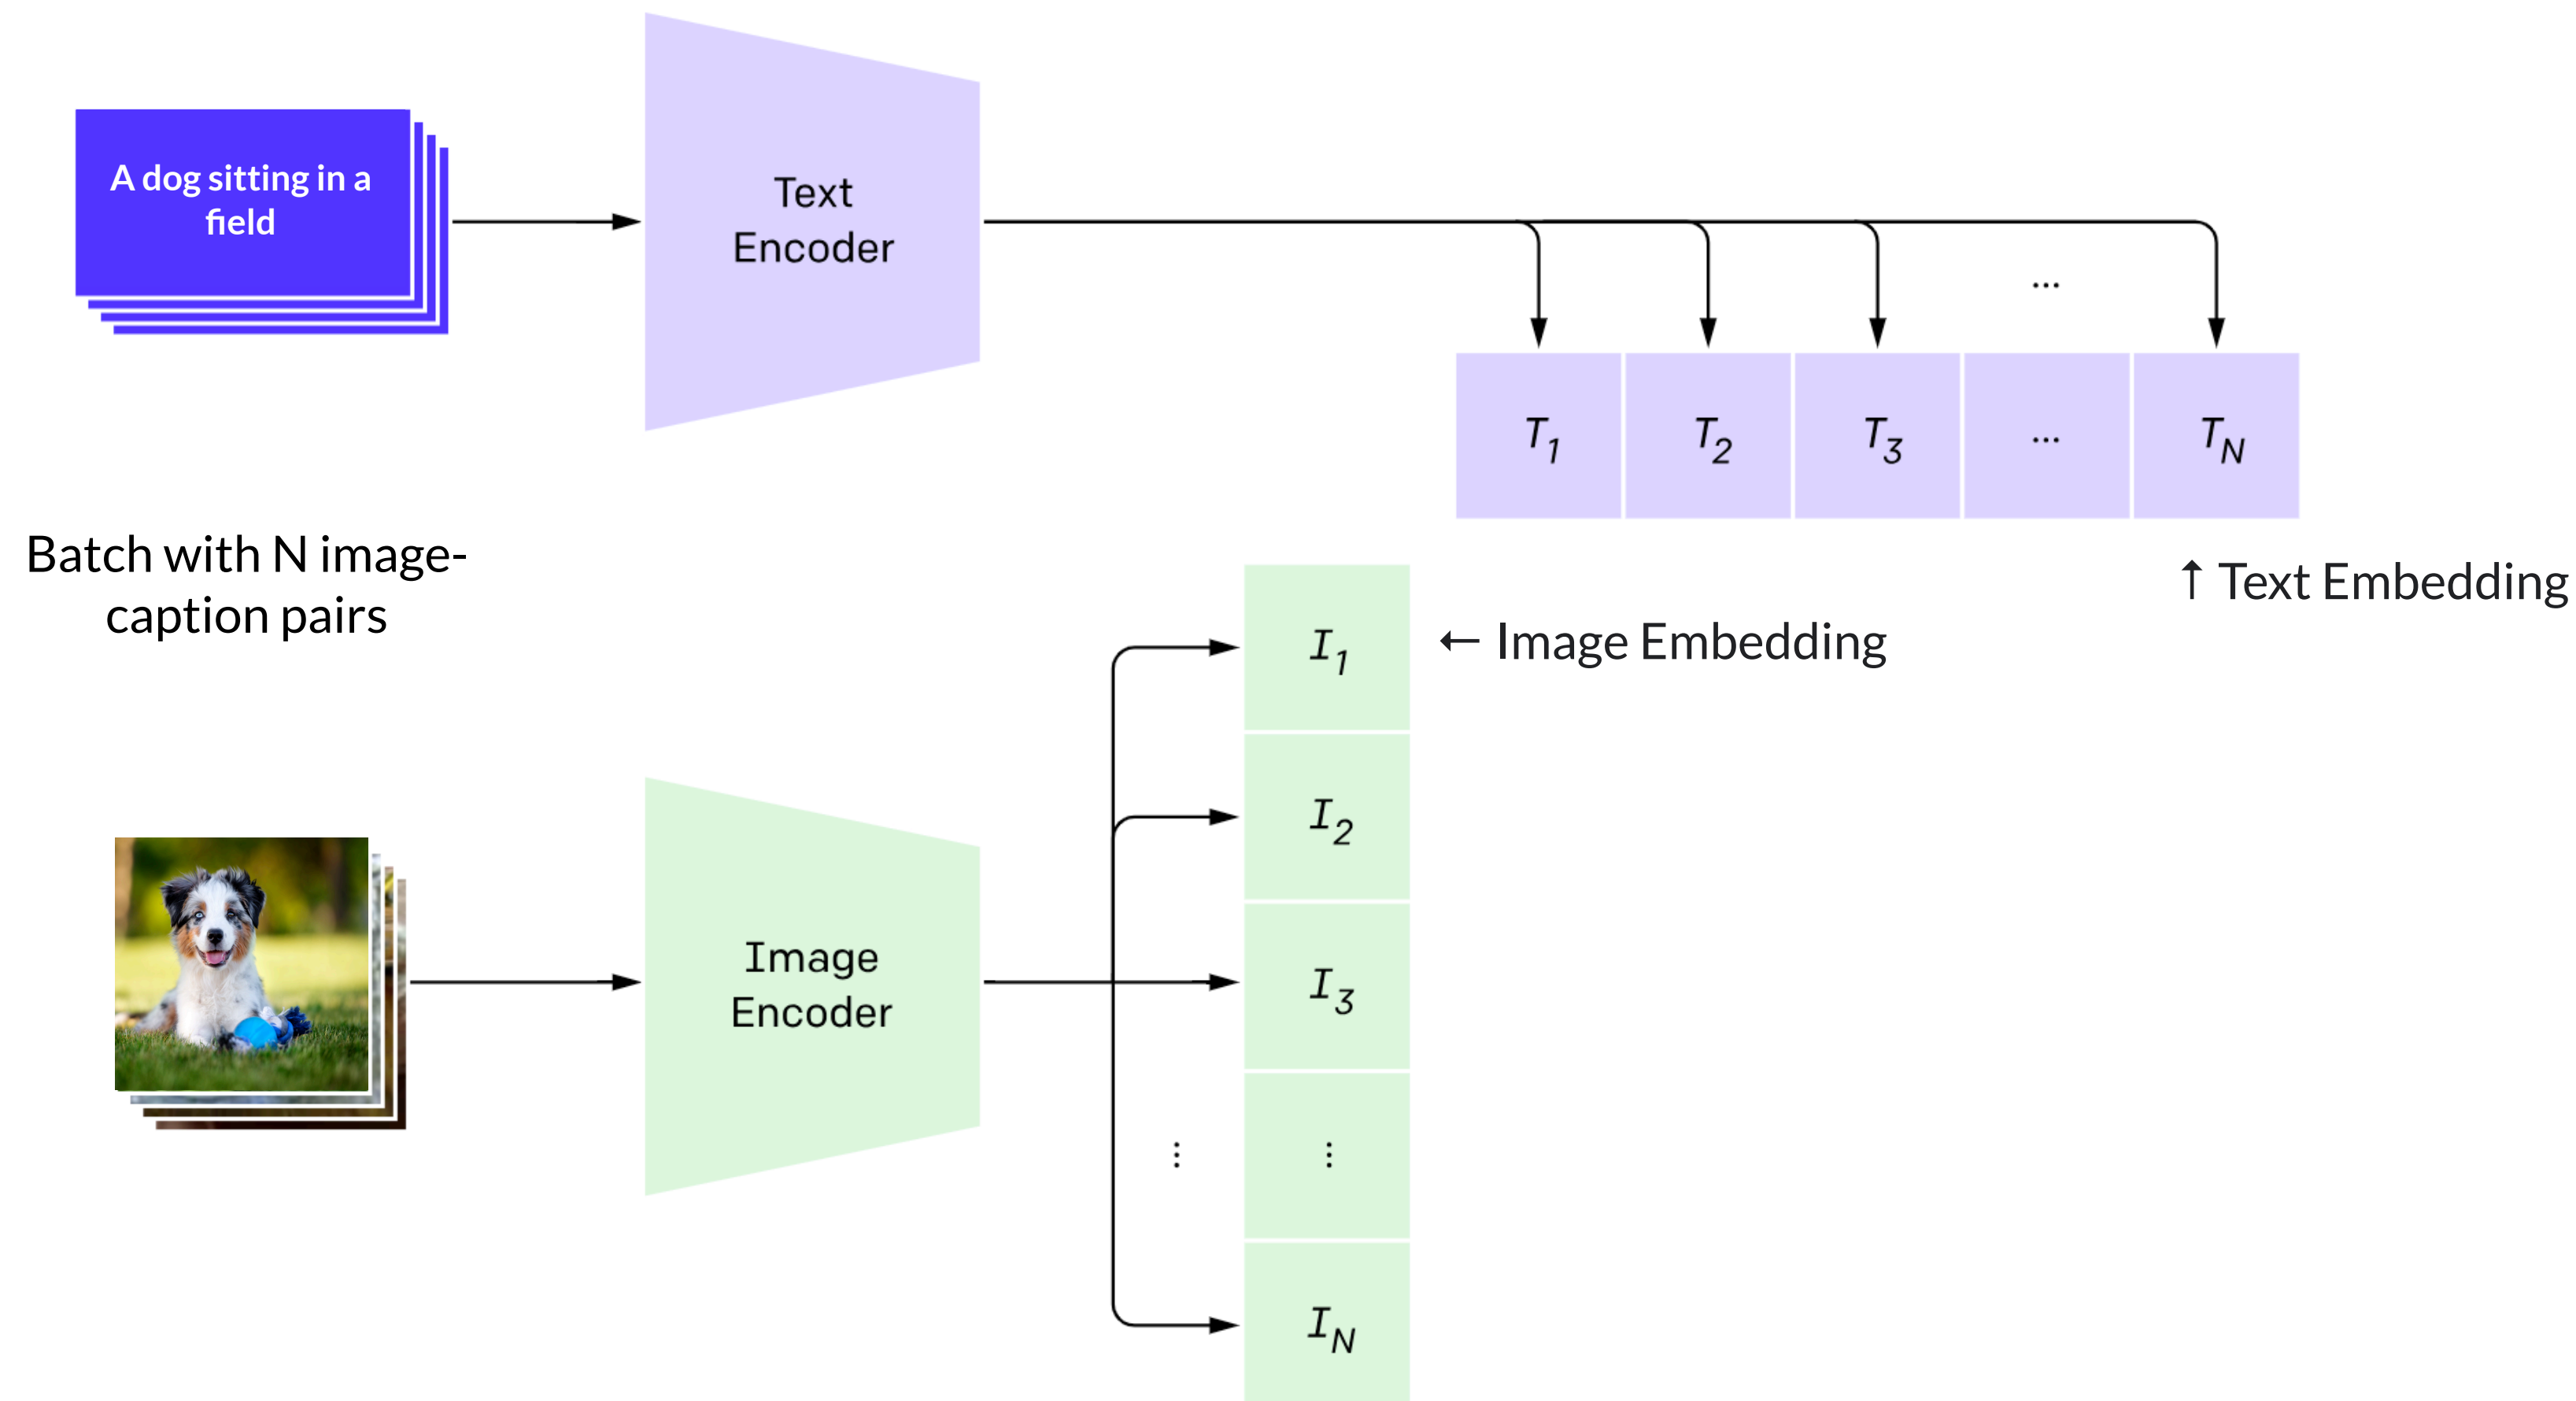 A dog sitting in a
field
Text
Encoder
...
T1
T2
T3
...
TN
Batch with N image-
caption pairs
↑ Text Embedding
I1
← Image Embedding
I2
Image
Encoder
I3
⋮
⋮
IN